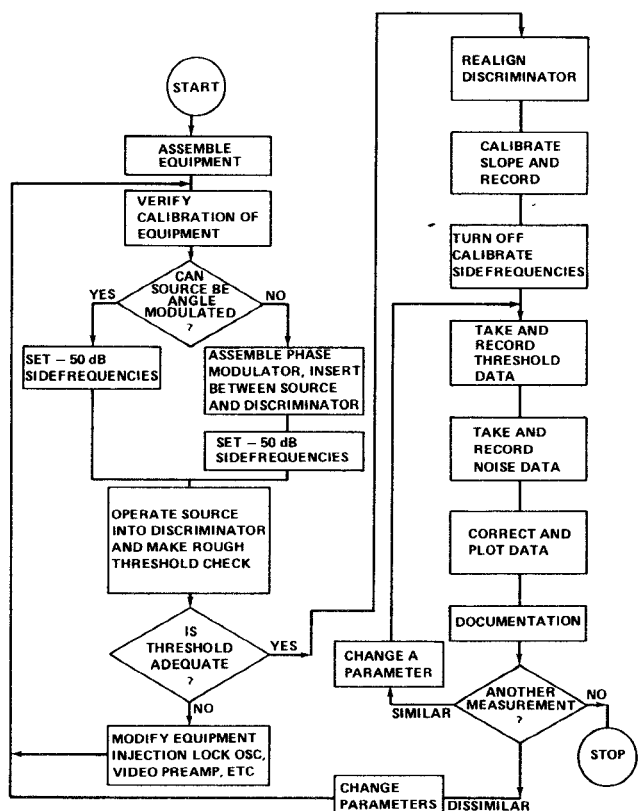 START
ASSEMBLE
EQUIPMENT
VERIFY
CALIBRATION OF
EQUIPMENT
CAN
SOURCE BE
ANGLE
MODULATED
?
YES
NO
SET – 50 dB
SIDEFREQUENCIES
ASSEMBLE PHASE
MODULATOR, INSERT
BETWEEN SOURCE
AND DISCRIMINATOR
SET – 50 dB
SIDEFREQUENCIES
OPERATE SOURCE
INTO DISCRIMINATOR
AND MAKE ROUGH
THRESHOLD CHECK
IS
THRESHOLD
ADEQUATE
?
YES
NO
MODIFY EQUIPMENT
INJECTION LOCK OSC,
VIDEO PREAMP, ETC
REALIGN
DISCRIMINATOR
CALIBRATE
SLOPE AND
RECORD
TURN OFF
CALIBRATE
SIDEFREQUENCIES
TAKE AND
RECORD
THRESHOLD
DATA
TAKE AND
RECORD
NOISE DATA
CORRECT AND
PLOT DATA
DOCUMENTATION
ANOTHER
MEASUREMENT
?
SIMILAR
NO
CHANGE A
PARAMETER
STOP
CHANGE
PARAMETERS
DISSIMILAR